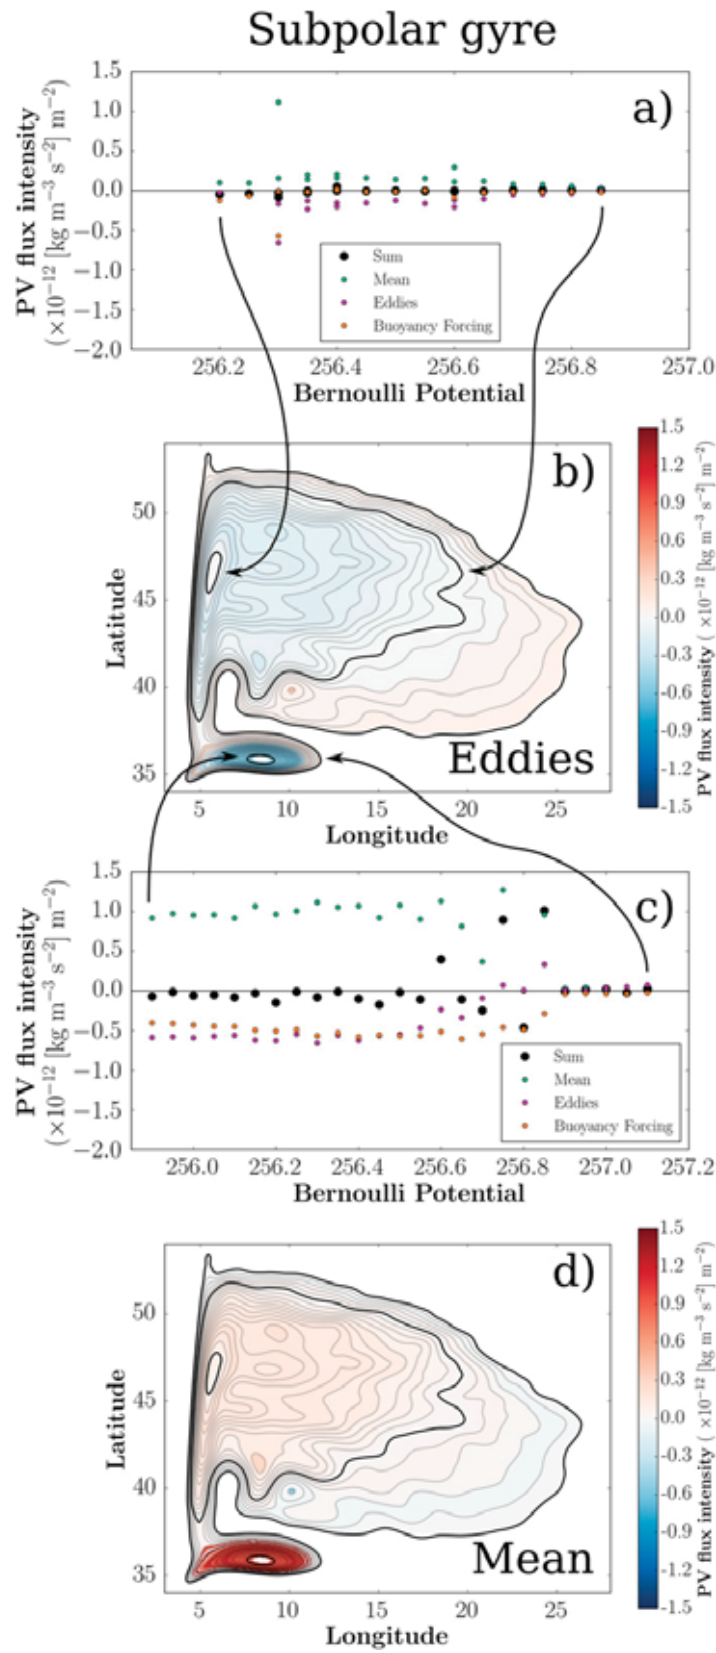 Subpolar gyre
a)
PV flux intensity
(×10−12 [kg m−3 s−2] m−2)
1.5
1.0
0.5
0.0
−0.5
−1.0
−1.5
−2.0
Sum
Mean
Eddies
Buoyancy Forcing
256.2 256.4 256.6 256.8 257.0
Bernoulli Potential
b)
Latitude
50
45
40
35
Eddies
5 10 15 20 25
Longitude
1.5
1.2
0.9
0.6
0.3
0.0
-0.3
-0.6
-0.9
-1.2
-1.5
PV flux intensity ( ×10−12 [kg m−3 s−2] m−2)
c)
PV flux intensity
(×10−12 [kg m−3 s−2] m−2)
1.5
1.0
0.5
0.0
−0.5
−1.0
−1.5
−2.0
Sum
Mean
Eddies
Buoyancy Forcing
256.0 256.2 256.4 256.6 256.8 257.0 257.2
Bernoulli Potential
d)
Latitude
50
45
40
35
Mean
5 10 15 20 25
Longitude
1.5
1.2
0.9
0.6
0.3
0.0
-0.3
-0.6
-0.9
-1.2
-1.5
PV flux intensity ( ×10−12 [kg m−3 s−2] m−2)